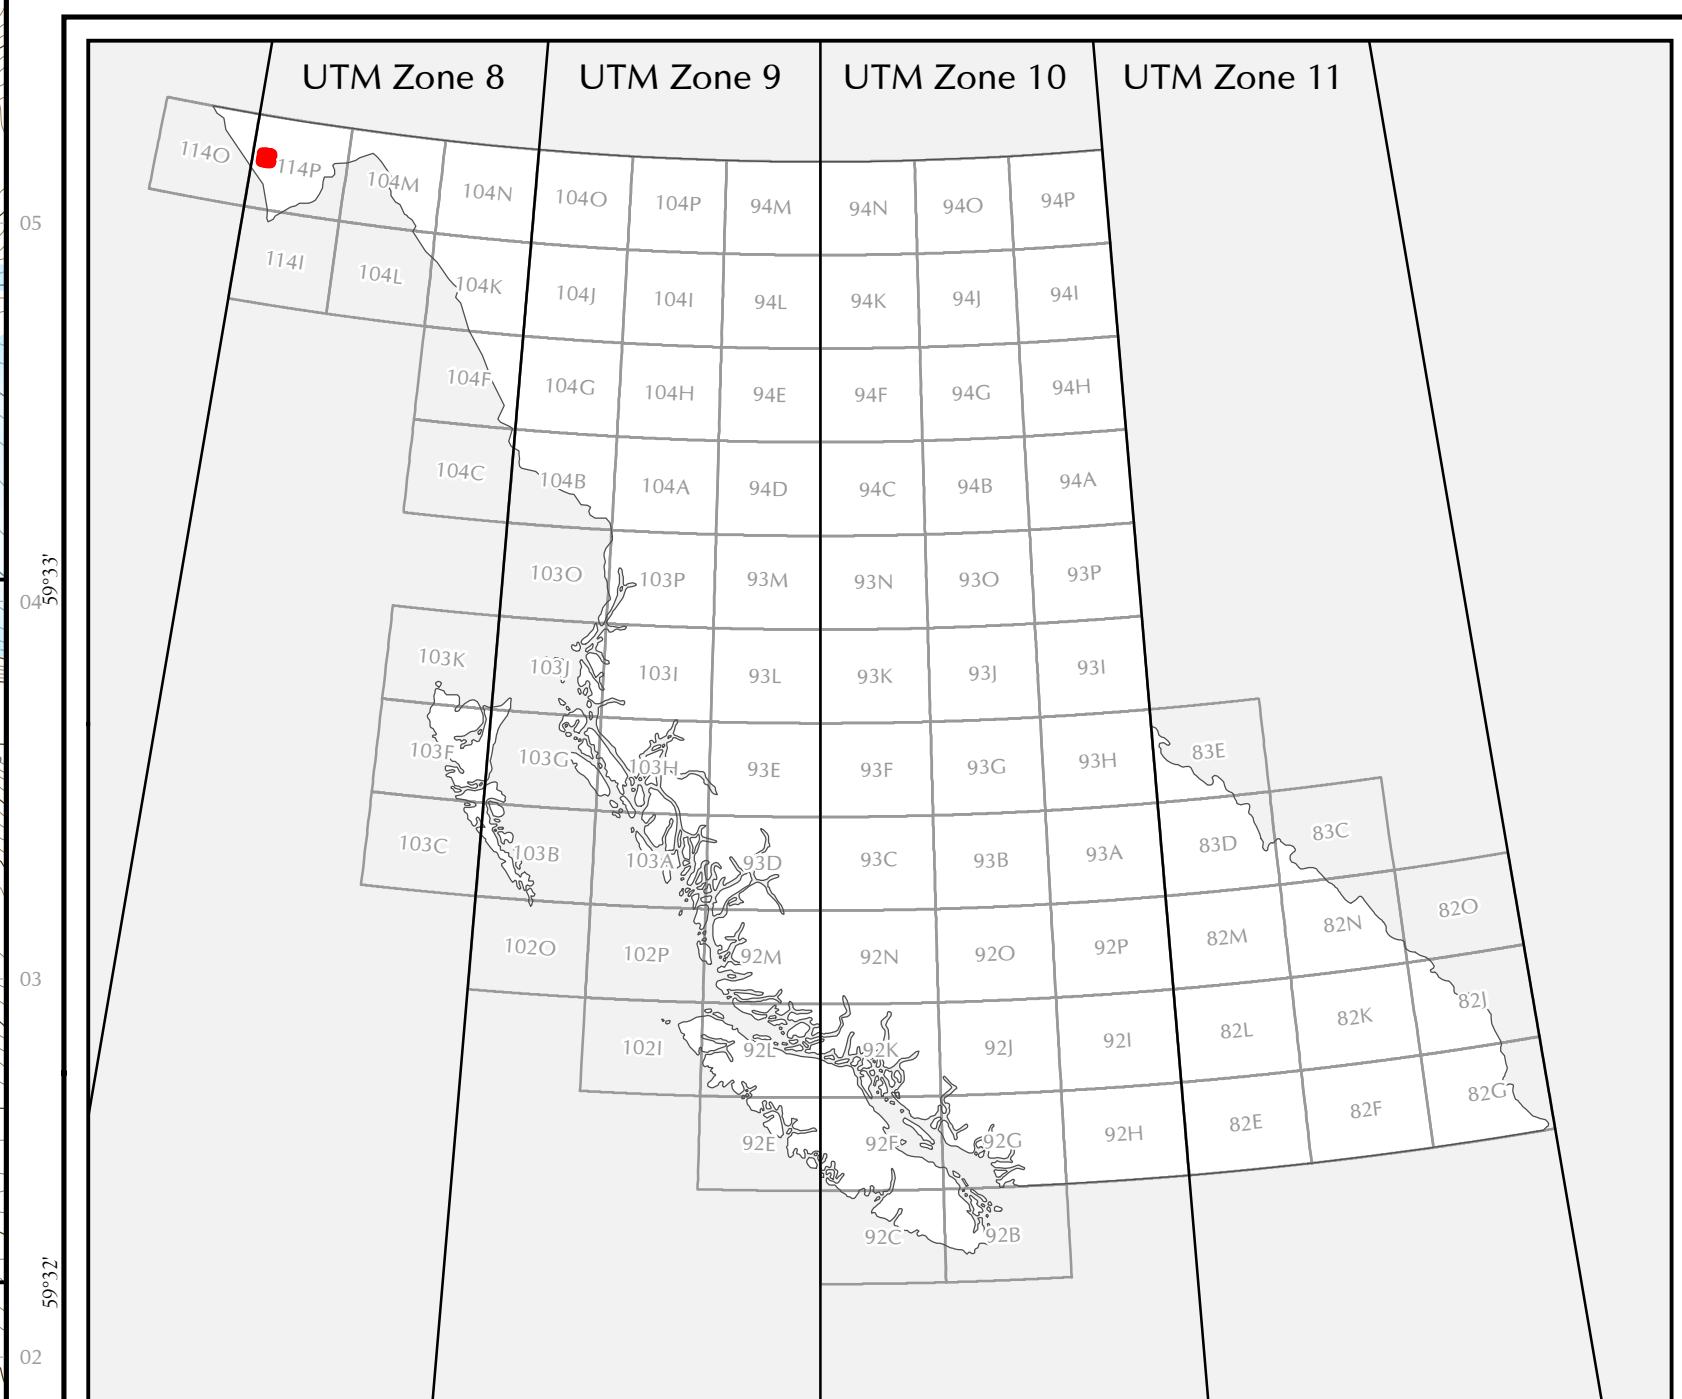 UTM Zone 8 UTM Zone 9 UTM Zone 10 UTM Zone 11
114O 114P 104M 104N 104O 104P 94M 94N 94O 94P
05
114I 104L 104K 104J 104I 94L 94K 94J 94I
104F 104G 104H 94E 94F 94G 94H
104C 104B 104A 94D 94C 94B 94A
59°33'
04
103O 103P 93M 93N 93O 93P
103K 103J 103I 93L 93K 93J 93I
103F 103G 103H 93E 93F 93G 93H 83E
103C 103B 103A 93D 93C 93B 93A 83D 83C
03
102O 102P 92M 92N 92O 92P 82M 82N 82O
102I 92L 92K 92J 92I 82L 82K 82J
92E 92F 92G 92H 82E 82F 82G
92C 92B
59°32'
02